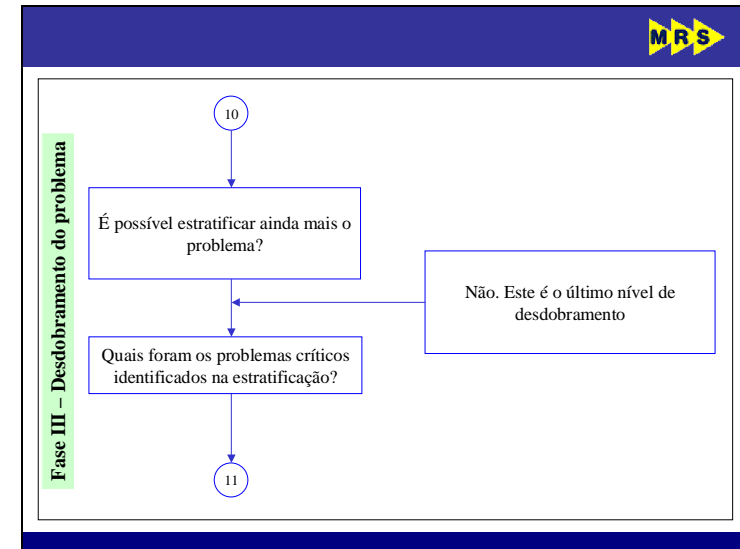 MRS
Fase III – Desdobramento do problema
10
É possível estratificar ainda mais o
problema?
Não. Este é o último nível de
desdobramento
Quais foram os problemas críticos
identificados na estratificação?
11